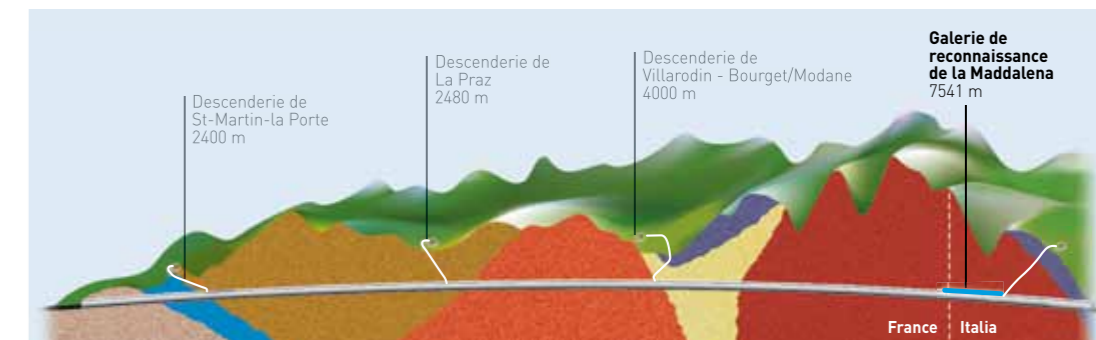 Descenderie de
St-Martin-la Porte
2400 m
Descenderie de
La Praz
2480 m
Descenderie de
Villarodin - Bourget/Modane
4000 m
Galerie de
reconnaissance
de la Maddalena
7541 m
France
Italia